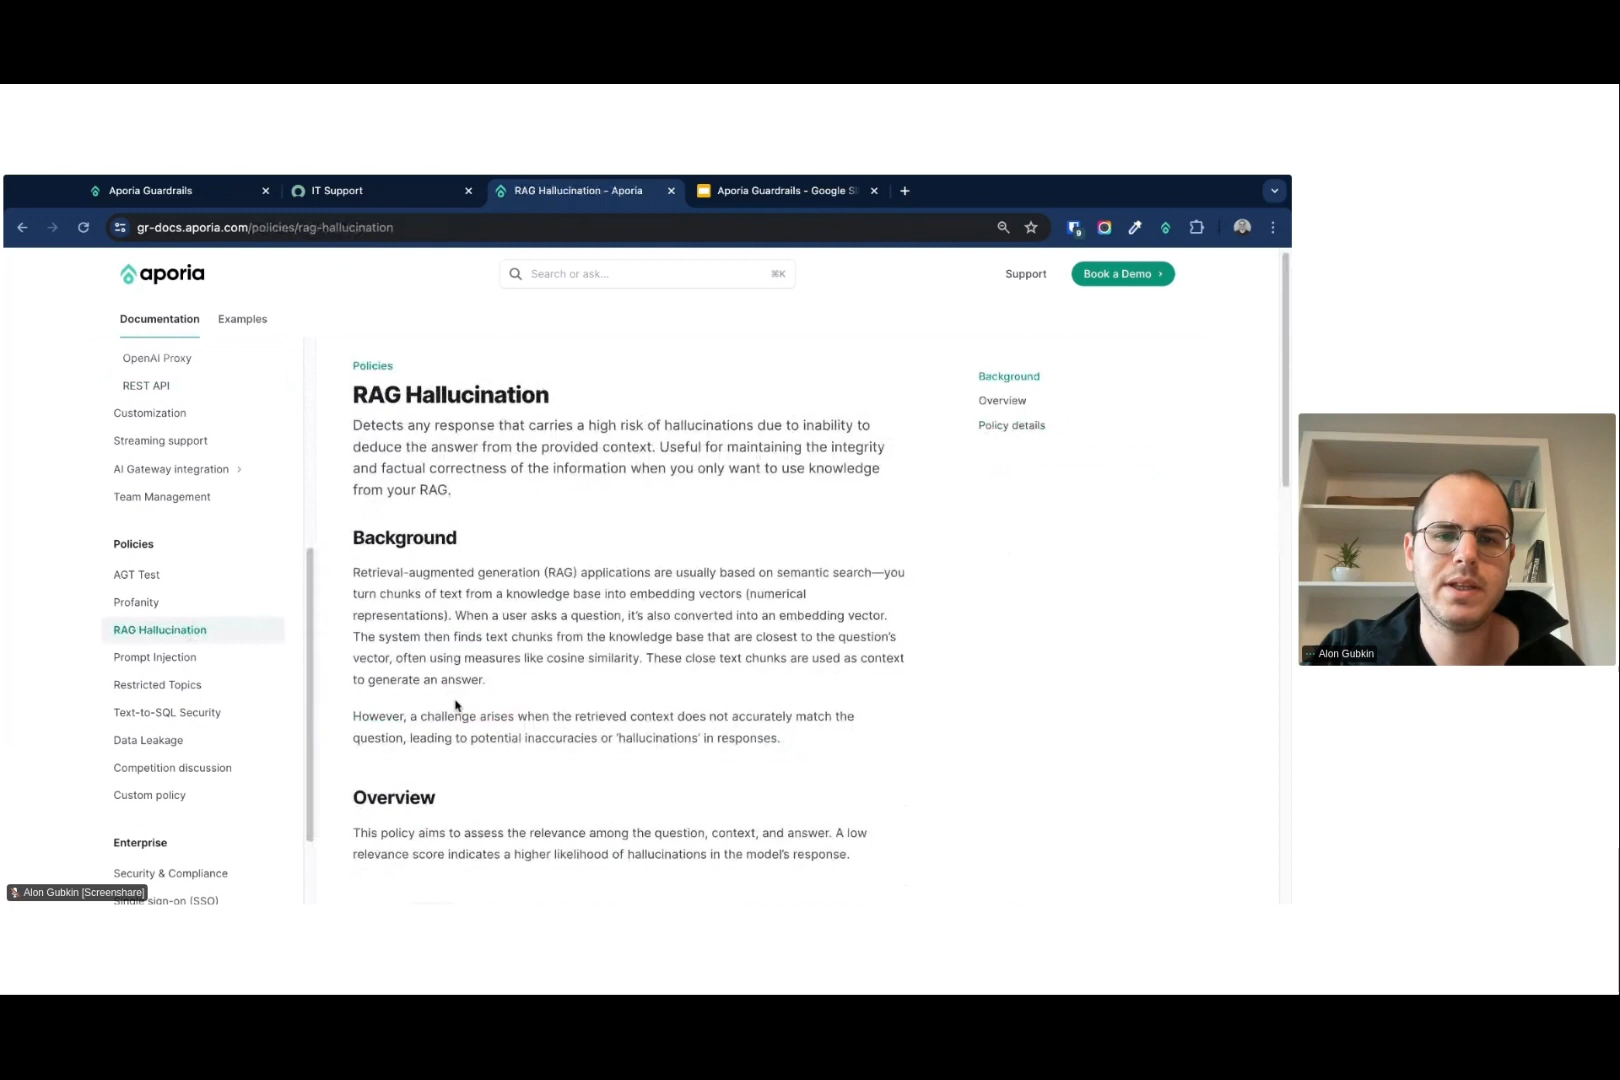 Aporia Guardrails
IT Support
RAG Hallucination - Aporia
Aporia Guardrails - Google Sl
gr-docs.aporia.com/policies/rag-hallucination
9
aporia
Search or ask...
⌘K
Support
Book a Demo
Documentation
Examples
OpenAI Proxy
REST API
Customization
Streaming support
AI Gateway integration
Team Management
Policies
AGT Test
Profanity
RAG Hallucination
Prompt Injection
Restricted Topics
Text-to-SQL Security
Data Leakage
Competition discussion
Custom policy
Enterprise
Security & Compliance
Single sign-on (SSO)
Policies
RAG Hallucination
Detects any response that carries a high risk of hallucinations due to inability to
deduce the answer from the provided context. Useful for maintaining the integrity
and factual correctness of the information when you only want to use knowledge
from your RAG.
Background
Retrieval-augmented generation (RAG) applications are usually based on semantic search—you
turn chunks of text from a knowledge base into embedding vectors (numerical
representations). When a user asks a question, it's also converted into an embedding vector.
The system then finds text chunks from the knowledge base that are closest to the question's
vector, often using measures like cosine similarity. These close text chunks are used as context
to generate an answer.
However, a challenge arises when the retrieved context does not accurately match the
question, leading to potential inaccuracies or 'hallucinations' in responses.
Overview
This policy aims to assess the relevance among the question, context, and answer. A low
relevance score indicates a higher likelihood of hallucinations in the model's response.
Background
Overview
Policy details
Alon Gubkin
Alon Gubkin [Screenshare]